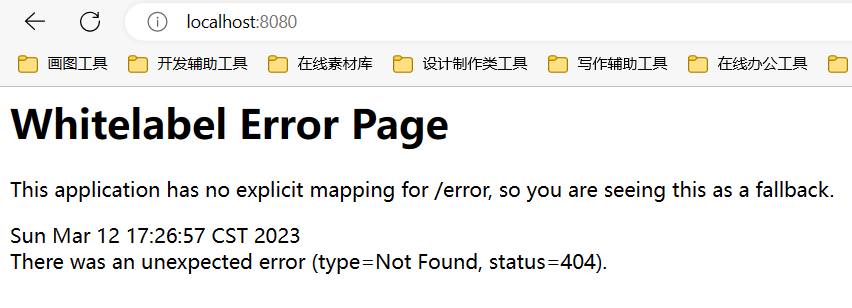 localhost:8080
画图工具 开发辅助工具 在线素材库 设计制作类工具 写作辅助工具 在线办公工具
Whitelabel Error Page
This application has no explicit mapping for /error, so you are seeing this as a fallback.
Sun Mar 12 17:26:57 CST 2023
There was an unexpected error (type=Not Found, status=404).